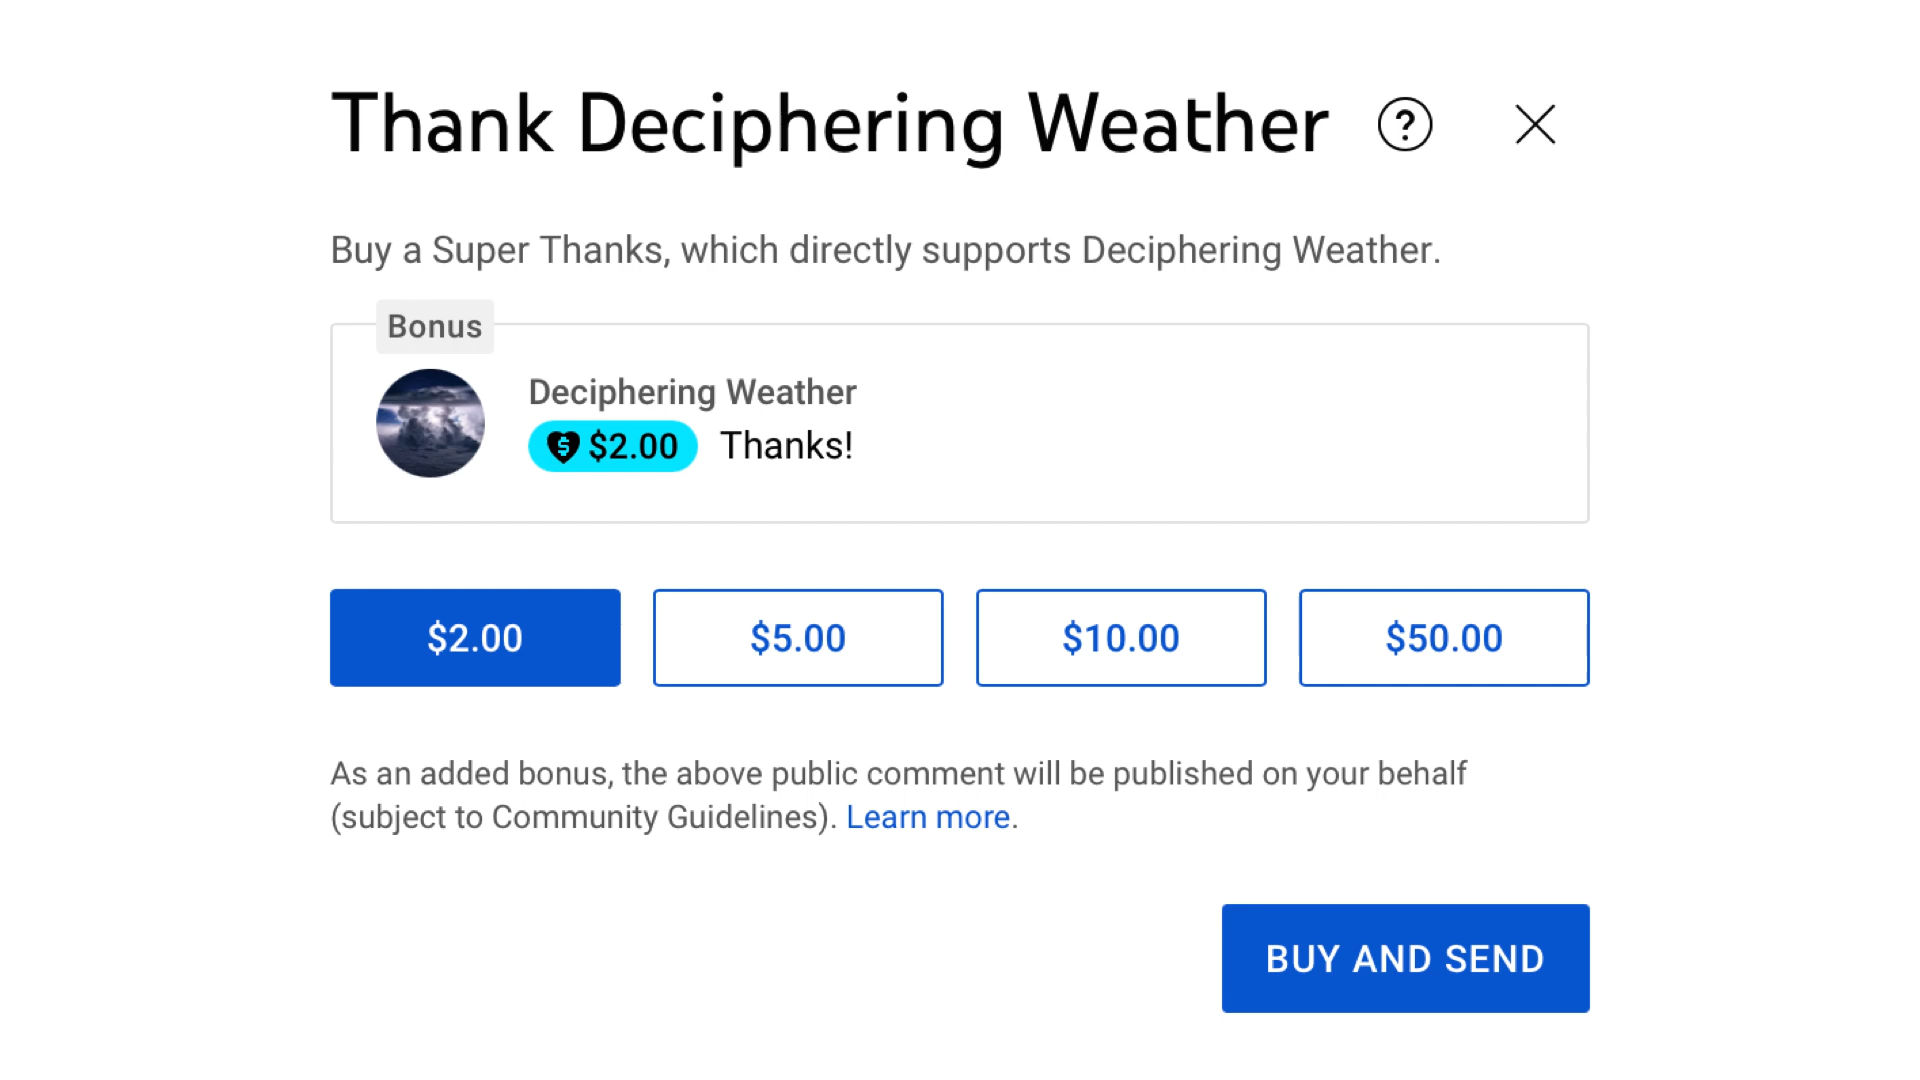 Thank Deciphering Weather ?
Buy a Super Thanks, which directly supports Deciphering Weather.
Bonus
Deciphering Weather
$ $2.00 Thanks!
$2.00 $5.00 $10.00 $50.00
As an added bonus, the above public comment will be published on your behalf
(subject to Community Guidelines). Learn more.
BUY AND SEND